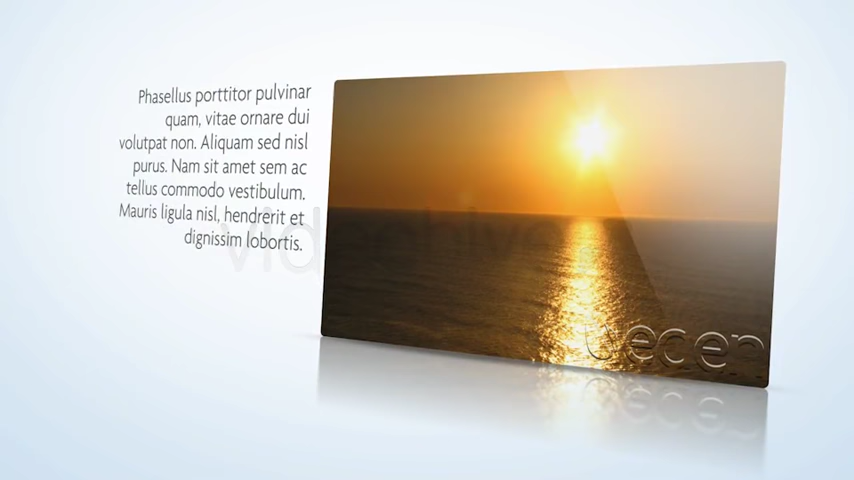 Phasellus porttitor pulvinar
quam, vitae ornare dui
volutpat non. Aliquam sed nisl
purus. Nam sit amet sem ac
tellus commodo vestibulum.
Mauris ligula nisl, hendrerit et
dignissim lobortis.
videohive